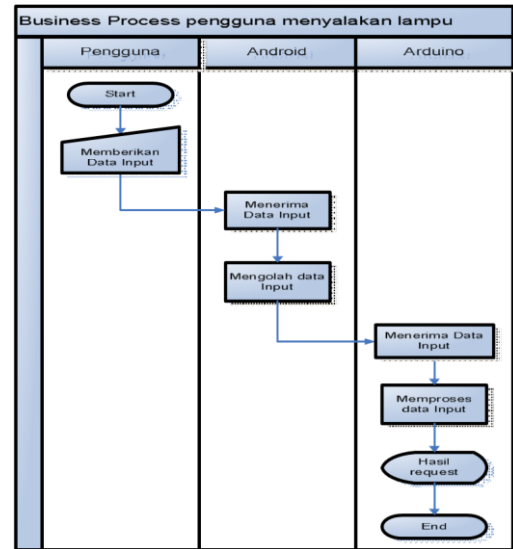 Business Process pengguna menyalakan lampu
Pengguna
Android
Arduino
Start
Memberikan
Data Input
Menerima
Data Input
Mengolah data
Input
Menerima Data
Input
Memproses
data Input
Hasil
request
End